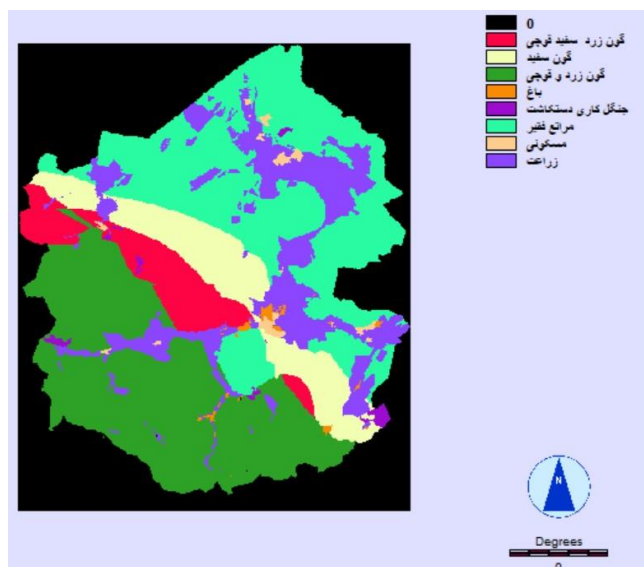 0
گون زرد سفید قوچی
گون سفید
گون زرد و قوچی
باغ
جنگل کاری دستکاشت
مراتع فقیر
مسکونی
زراعت
N
Degrees
0